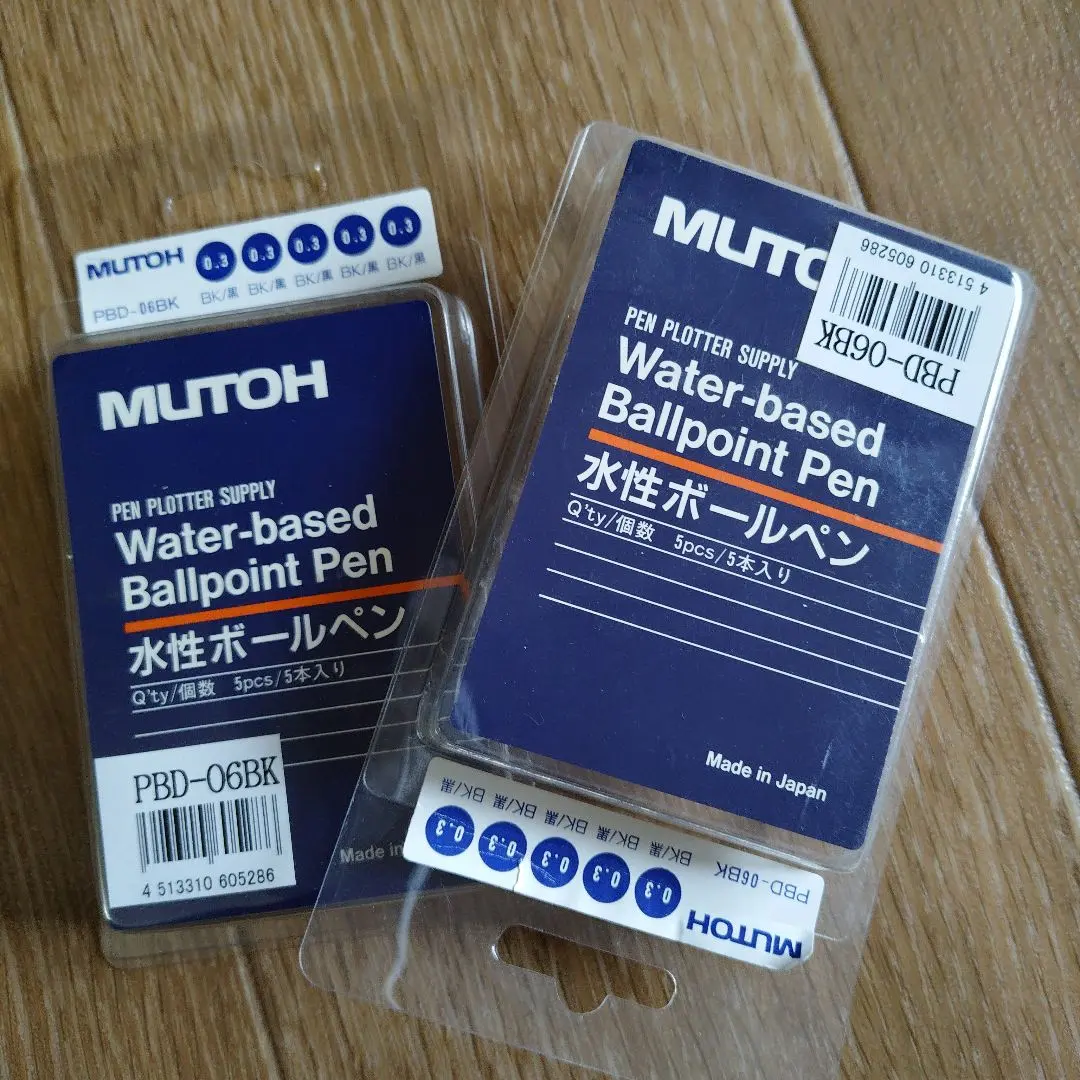 MUTOH 0.3 0.3 0.3 0.3 0.3
PBD-06BK BK/黒 BK/黒 BK/黒 BK/黒 BK/黒
MUTOH
PEN PLOTTER SUPPLY
Water-based
Ballpoint Pen
水性ボールペン
Q'ty/個数 5pcs/5本入り
PBD-06BK
4 513310 605286
Made in
MUTO
4 513310 605286
PBD-06BK
PEN PLOTTER SUPPLY
Water-based
Ballpoint Pen
水性ボールペン
Q'ty/個数 5pcs/5本入り
Made in Japan
MUTOH 0.3 0.3 0.3 0.3 0.3
PBD-06BK BK/黒 BK/黒 BK/黒 BK/黒 BK/黒